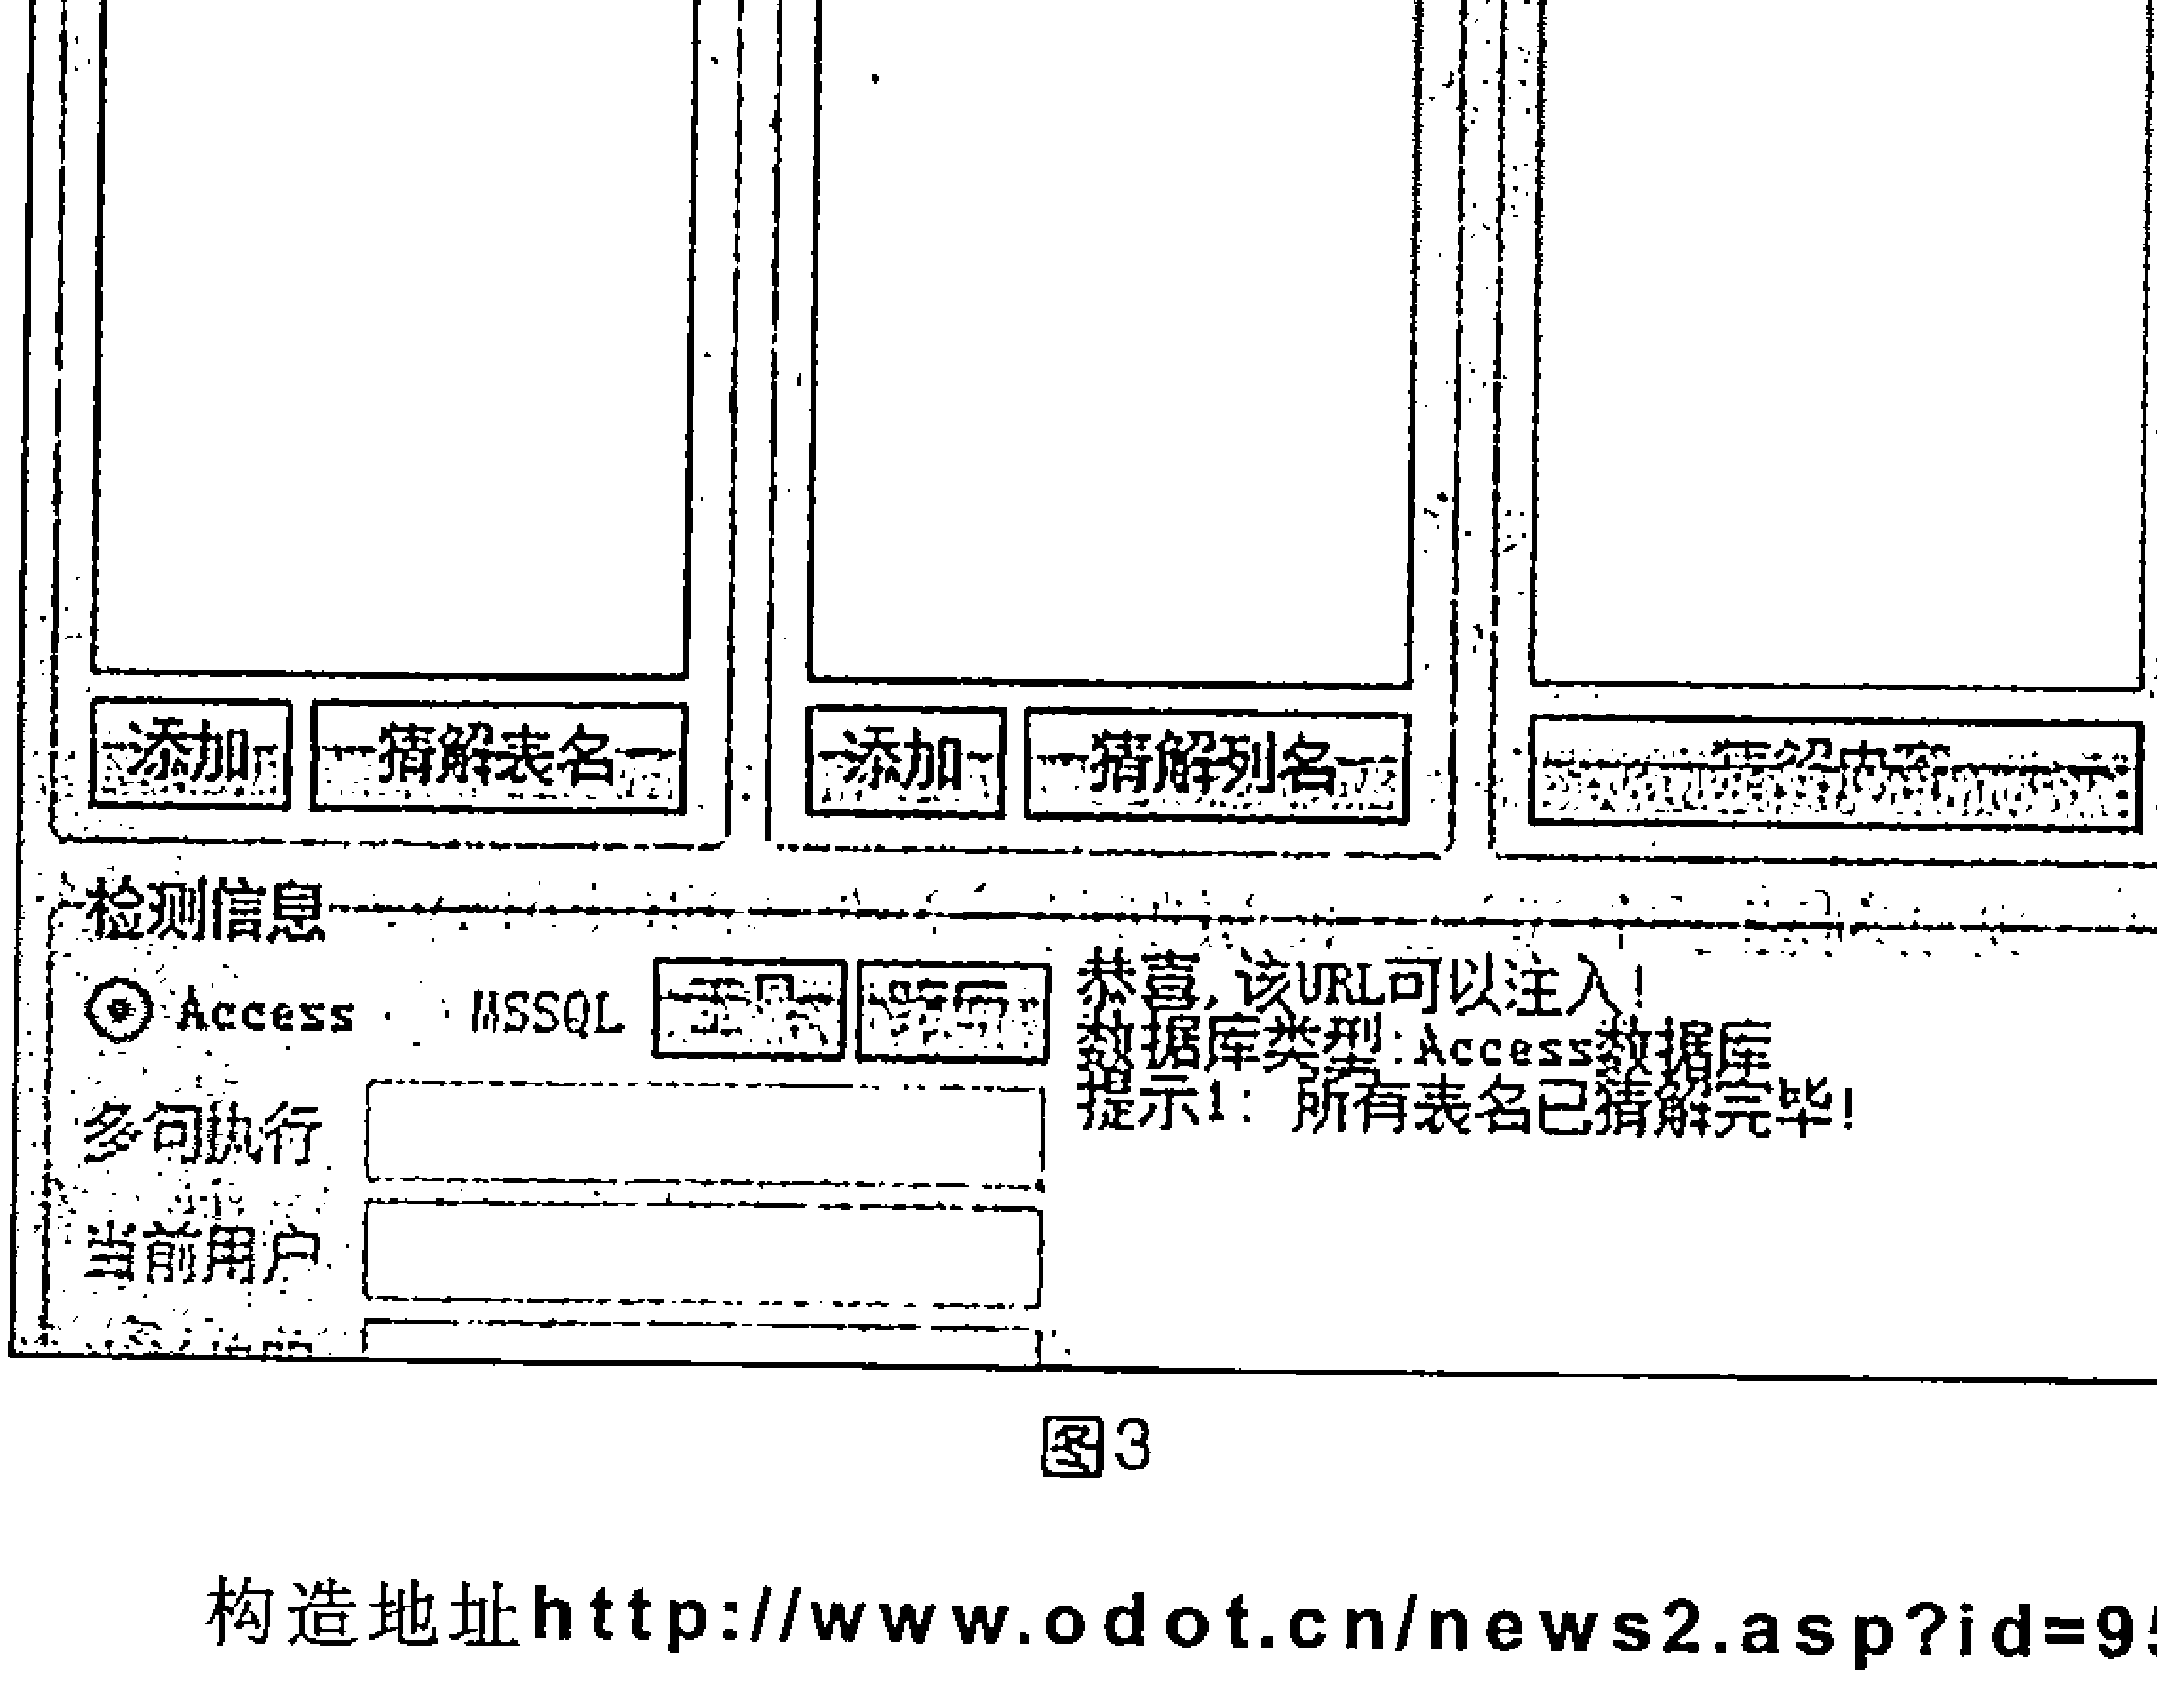 添加 猜解表名 添加 猜解列名
检测信息
Access MSSQL
恭喜,该URL可以注入!
数据库类型:Access数据库
提示1: 所有表名已猜解完毕!
多句执行
当前用户
图3
构造地址http://www.odot.cn/news2.asp?id=9